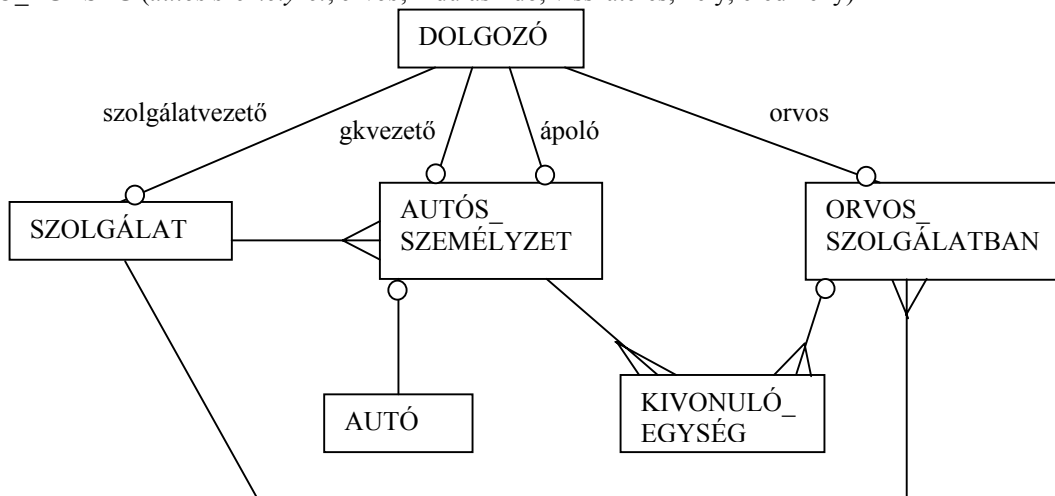 DOLGOZÓ
szolgálatvezető
gkvezető
ápoló
orvos
SZOLGÁLAT
AUTÓS_
SZEMÉLYZET
ORVOS_
SZOLGÁLATBAN
AUTÓ
KIVONULÓ_
EGYSÉG